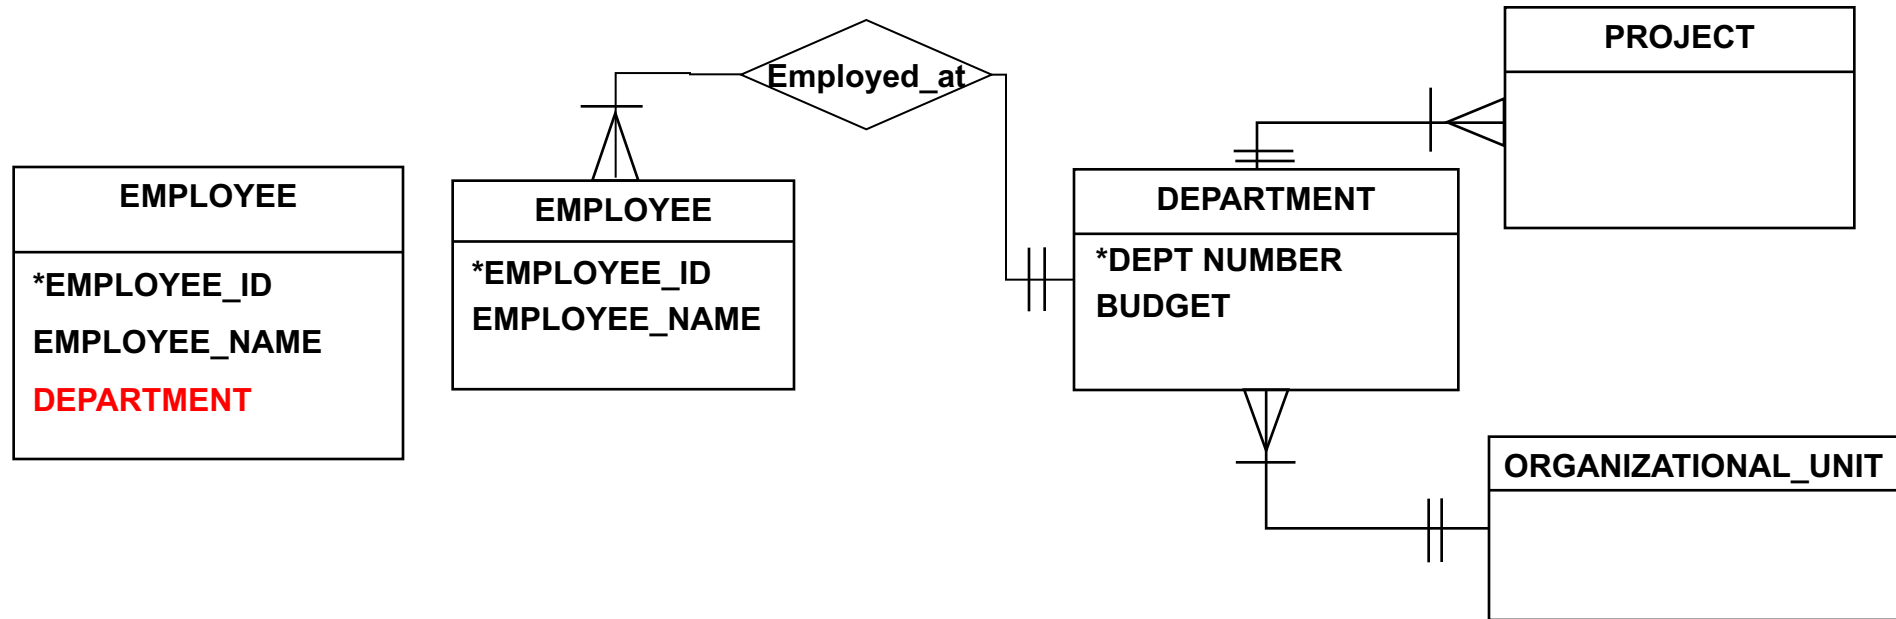 EMPLOYEE
*EMPLOYEE_ID
EMPLOYEE_NAME
DEPARTMENT
EMPLOYEE
*EMPLOYEE_ID
EMPLOYEE_NAME
Employed_at
DEPARTMENT
*DEPT NUMBER
BUDGET
PROJECT
ORGANIZATIONAL_UNIT